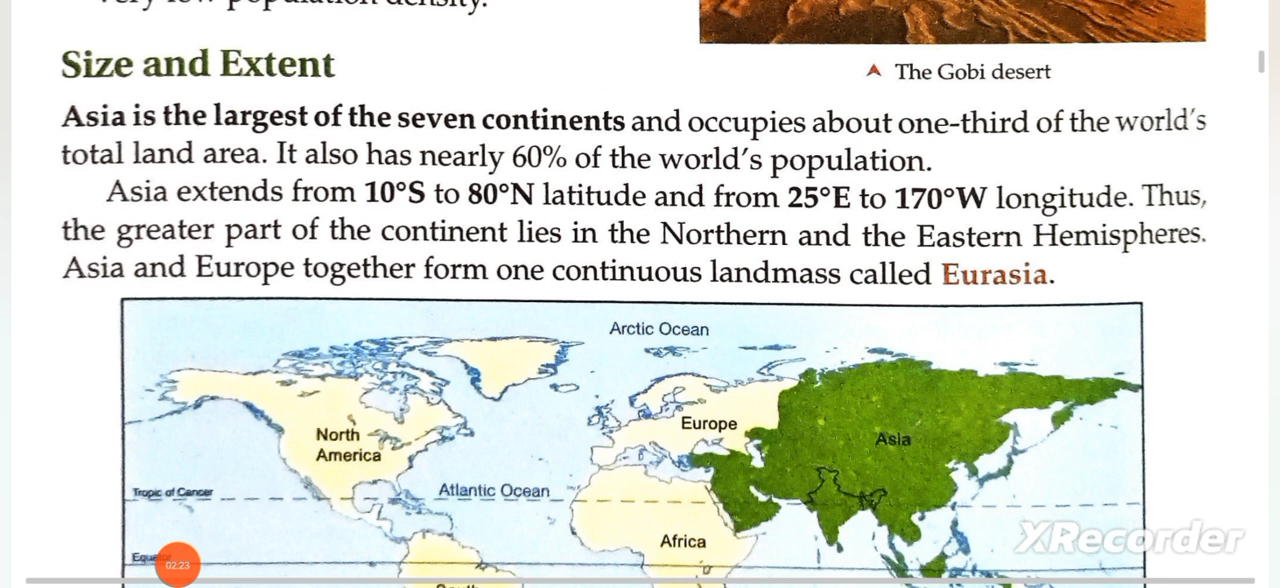 very low population density.
Size and Extent
The Gobi desert
Asia is the largest of the seven continents and occupies about one-third of the world's
total land area. It also has nearly 60% of the world's population.
Asia extends from 10°S to 80°N latitude and from 25°E to 170°W longitude. Thus,
the greater part of the continent lies in the Northern and the Eastern Hemispheres.
Asia and Europe together form one continuous landmass called Eurasia.
Arctic Ocean
Europe
North
America
Asia
Tropic of Cancer
Atlantic Ocean
Africa
XRecorder
02:23